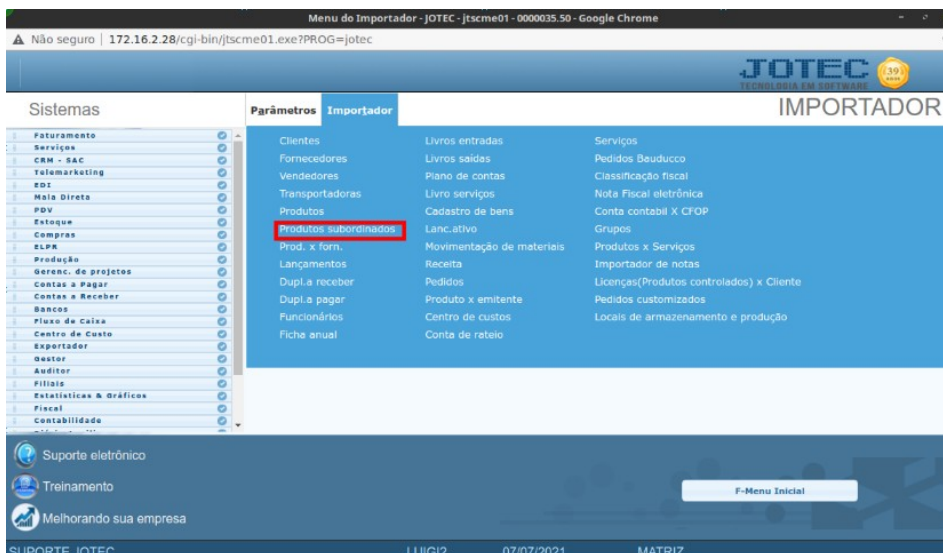 Menu do Importador - JOTEC - jtscme01 - 0000035.50 - Google Chrome
Não seguro | 172.16.2.28/cgi-bin/jtscme01.exe?PROG=jotec
JOTEC
TECNOLOGIA EM SOFTWARE
39
Sistemas
Parâmetros Importador
IMPORTADOR
Faturamento
Serviços
CRM - SAC
Telemarketing
EDI
Mala Direta
PDV
Estoque
Compras
ELPR
Produção
Gerenc. de projetos
Contas a Pagar
Contas a Receber
Bancos
Fluxo de Caixa
Centro de Custo
Exportador
Gestor
Auditor
Filiais
Estatísticas & Gráficos
Fiscal
Contabilidade
Clientes
Fornecedores
Vendedores
Transportadoras
Produtos
Produtos subordinados
Prod. x forn.
Lançamentos
Dupl.a receber
Dupl.a pagar
Funcionários
Ficha anual
Livros entradas
Livros saídas
Plano de contas
Livro serviços
Cadastro de bens
Lanc.ativo
Movimentação de materiais
Receita
Pedidos
Produto x emitente
Centro de custos
Conta de rateio
Serviços
Pedidos Bauducco
Classificação fiscal
Nota Fiscal eletrônica
Conta contabil X CFOP
Grupos
Produtos x Serviços
Importador de notas
Licenças(Produtos controlados) x Cliente
Pedidos customizados
Locais de armazenamento e produção
Suporte eletrônico
Treinamento
Melhorando sua empresa
F-Menu Inicial
SUPORTE JOTEC LUIGI2 07/07/2021 MATRIZ